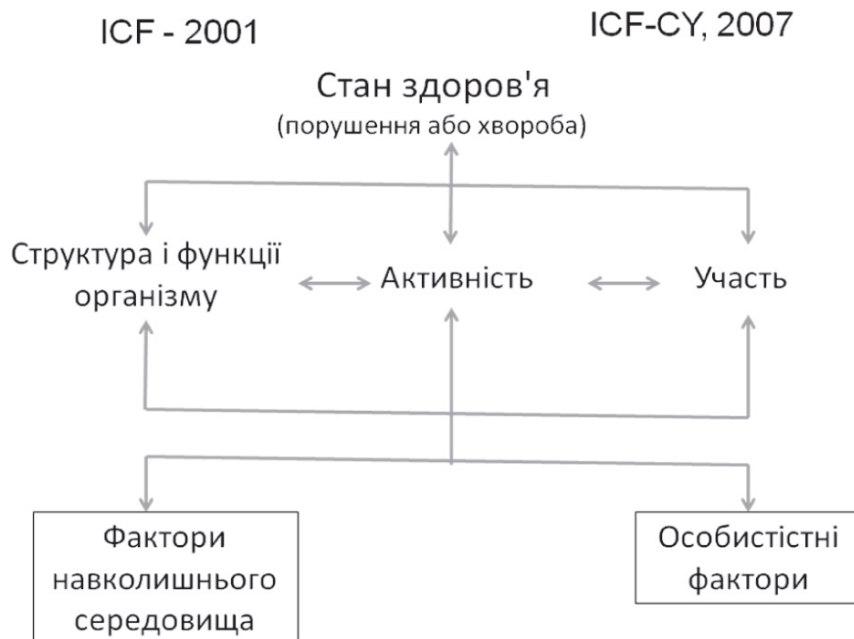 ICF - 2001
ICF-CY, 2007
Стан здоров'я
(порушення або хвороба)
Структура і функції
організму
Активність
Участь
Фактори
навколишнього
середовища
Особистістні
фактори